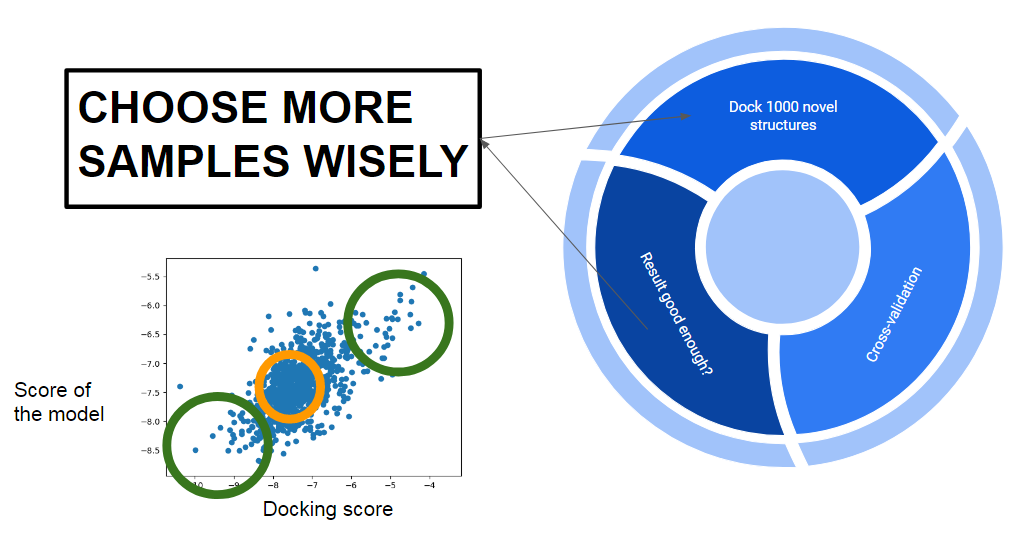 CHOOSE MORE
SAMPLES WISELY
Dock 1000 novel
structures
Result good enough?
Cross-validation
−5.5
−6.0
−6.5
−7.0
−7.5
−8.0
−8.5
Score of
the model
10 −9 −8 −7 −6 −5 −4
Docking score